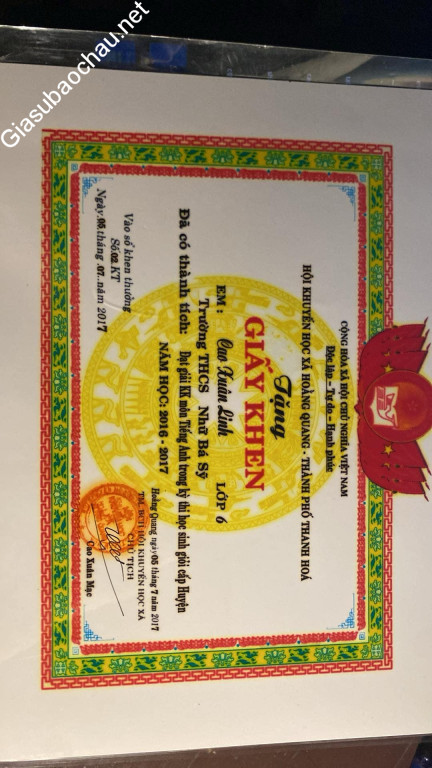 Giasubaochau.net
CỘNG HÒA XÃ HỘI CHỦ NGHĨA VIỆT NAM
Độc lập - Tự do - Hạnh phúc
HỘI KHUYẾN HỌC XÃ HOẰNG QUANG - THÀNH PHỐ THANH HOÁ
Tặng
GIẤY KHEN
EM: Cao Xuân Linh LỚP 6
Trường THCS Nhữ Bá Sỹ
NĂM HỌC: 2016 - 2017
Đã có thành tích: Đạt giải KK môn Tiếng Anh trong kỳ thi học sinh giỏi cấp Huyện
Vào sổ khen thưởng
Số.02.KT
Ngày.05.tháng .07..năm 2017
Hoằng Quang ngày 05 tháng 7 năm 2017
TM. BCH HỘI KHUYẾN HỌC XÃ
CHỦ TỊCH
Cao Xuân Mạc